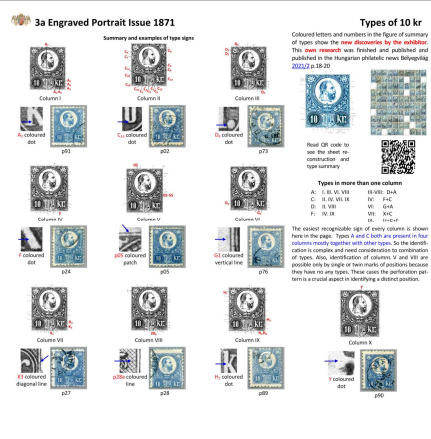 3a Engraved Portrait Issue 1871
Types of 10 kr
Summary and examples of type signs
Coloured letters and numbers in the figure of summary
of types show the new discoveries by the exhibitor.
This own research was finished and published and
published in the Hungarian philatelic news Bélyegvilág
2021/2 p.18-20
Column I
Column II
Column III
coloured
dot
p91
coloured
dot
p02
coloured
dot
p73
Read QR code to
see the sheet re-
construction and
type summary
Types in more than one column
A: I. III. VI. VIII
C: II. IV. VII. IX
D: II. VIII
F: IV. IX
III-VIII: D+A
IV: F+C
VI: G+A
VII: X+C
Column IV
Column V
Column VI
F coloured
dot
p24
p05 coloured
patch
p05
G1 coloured
vertical line
p76
The easiest recognizable sign of every column is shown
here in the page. Types A and C both are present in four
columns mostly together with other types. So the identifi-
cation is complex and need consideration to combination
of types. Also, identification of columns V and VIII are
possible only by single or twin marks of positions because
they have no any types. These cases the perforation pat-
tern is a crucial aspect in identifying a distinct position.
Column VII
Column VIII
Column IX
Column X
X3 coloured
diagonal line
p27
p28a coloured
line
p28
coloured
dot
p89
Y coloured
dot
p90